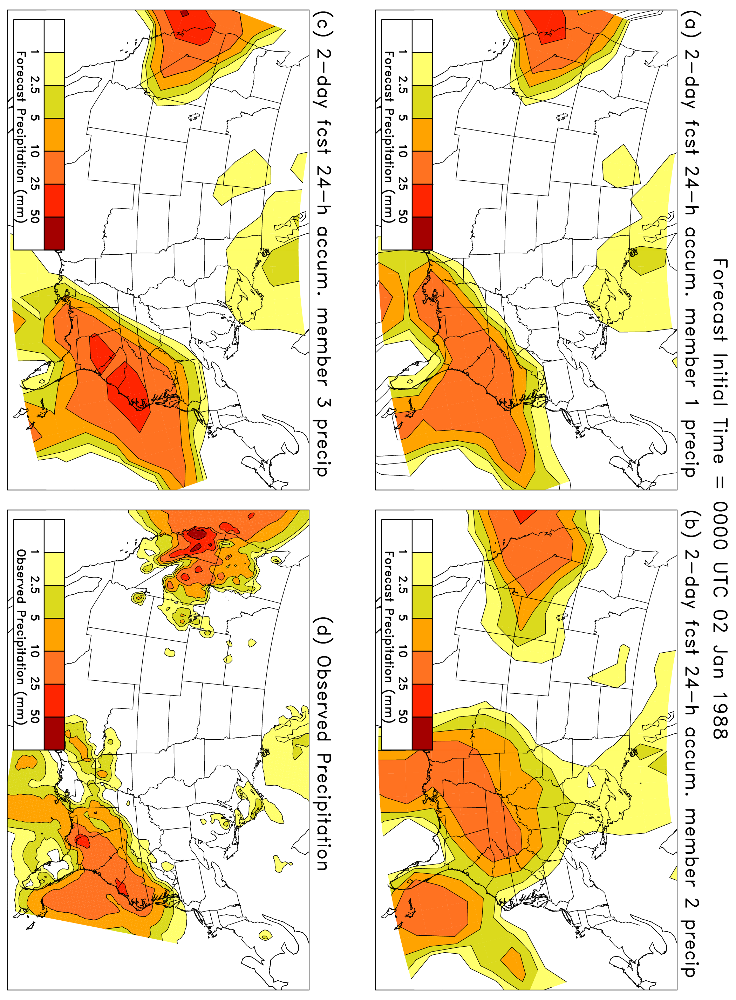 Forecast Initial Time = 0000 UTC 02 Jan 1988
(a) 2-day fcst 24-h accum. member 1 precip
1 2.5 5 10 25 50
Forecast Precipitation (mm)
(b) 2-day fcst 24-h accum. member 2 precip
1 2.5 5 10 25 50
Forecast Precipitation (mm)
(c) 2-day fcst 24-h accum. member 3 precip
1 2.5 5 10 25 50
Forecast Precipitation (mm)
(d) Observed Precipitation
1 2.5 5 10 25 50
Observed Precipitation (mm)